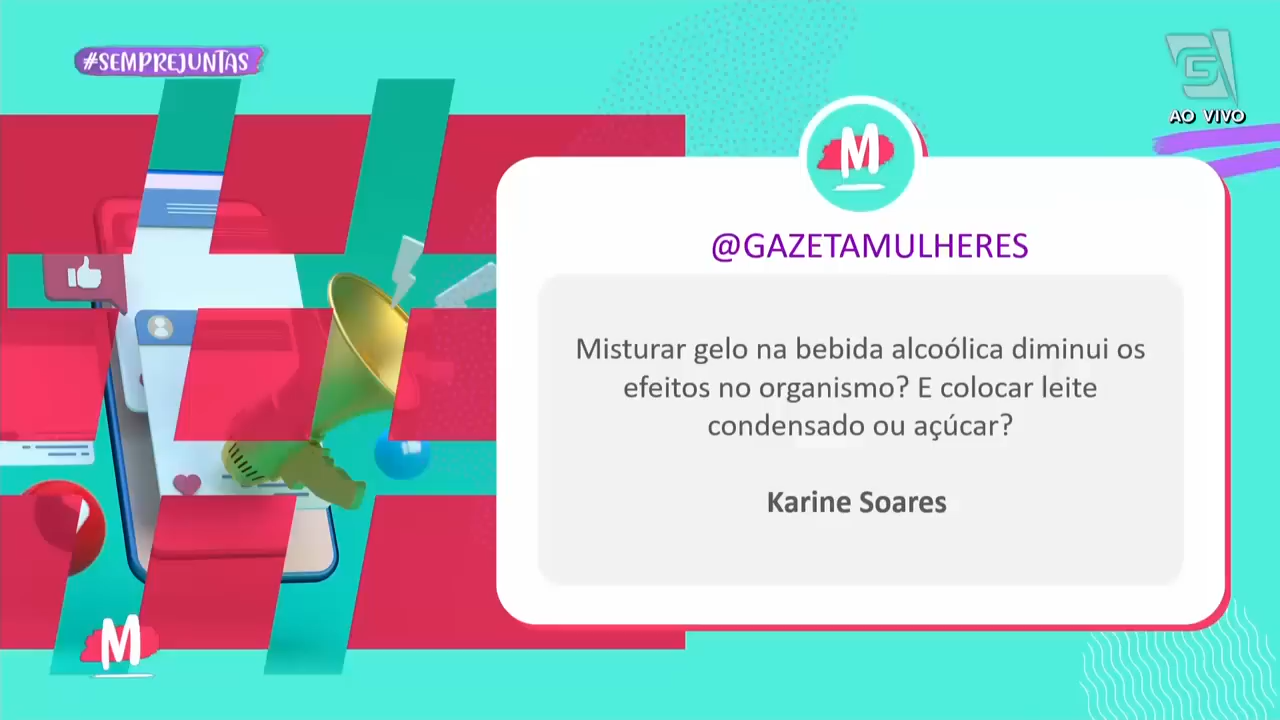 #SEMPREJUNTAS
G
AO VIVO
M
@GAZETAMULHERES
Misturar gelo na bebida alcoólica diminui os
efeitos no organismo? E colocar leite
condensado ou açúcar?
Karine Soares
M